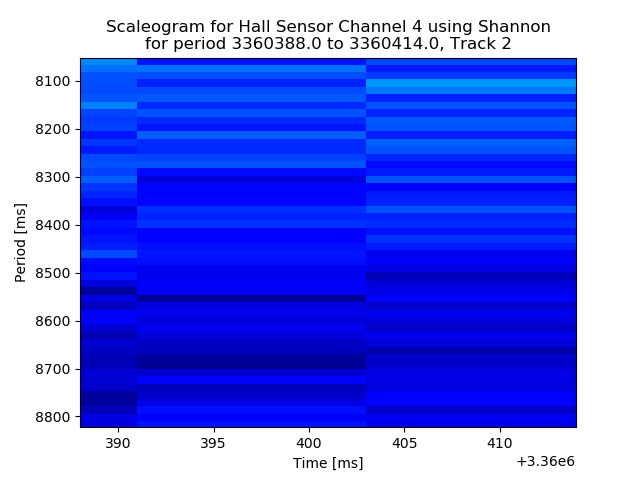 Scaleogram for Hall Sensor Channel 4 using Shannon
for period 3360388.0 to 3360414.0, Track 2
8100
8200
8300
8400
8500
8600
8700
8800
Period [ms]
390
395
400
405
410
Time [ms]
+3.36e6